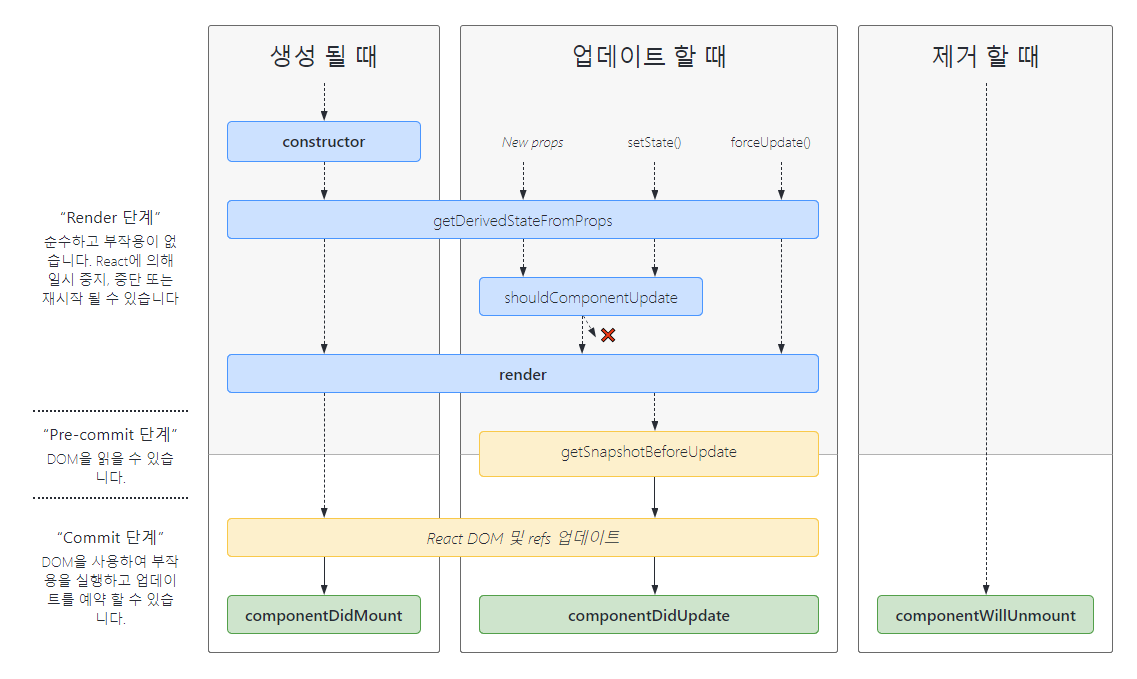 생성 될 때
업데이트 할 때
제거 할 때
constructor
New props
setState()
forceUpdate()
“Render 단계”
순수하고 부작용이 없
습니다. React에 의해
일시 중지, 중단 또는
재시작 될 수 있습니다
getDerivedStateFromProps
shouldComponentUpdate
render
“Pre-commit 단계”
DOM을 읽을 수 있습
니다.
getSnapshotBeforeUpdate
“Commit 단계”
DOM을 사용하여 부작
용을 실행하고 업데이
트를 예약 할 수 있습
니다.
React DOM 및 refs 업데이트
componentDidMount
componentDidUpdate
componentWillUnmount